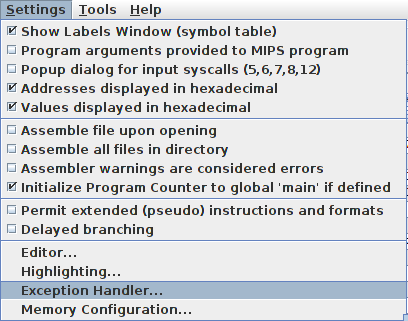 Settings Tools Help
Show Labels Window (symbol table)
Program arguments provided to MIPS program
Popup dialog for input syscalls (5,6,7,8,12)
Addresses displayed in hexadecimal
Values displayed in hexadecimal
Assemble file upon opening
Assemble all files in directory
Assembler warnings are considered errors
Initialize Program Counter to global 'main' if defined
Permit extended (pseudo) instructions and formats
Delayed branching
Editor...
Highlighting...
Exception Handler...
Memory Configuration...